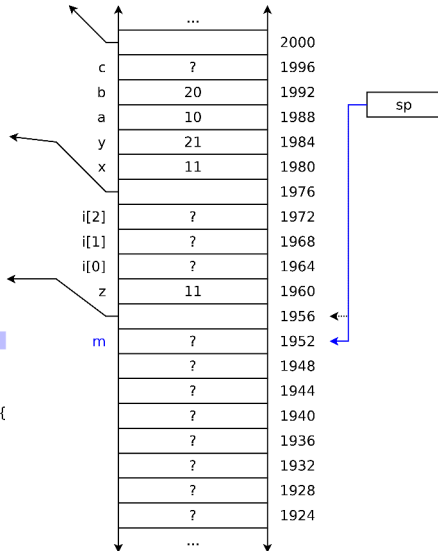 ...
2000
c ? 1996
b 20 1992
sp
a 10 1988
y 21 1984
x 11 1980
1976
i[2] ? 1972
i[1] ? 1968
i[0] ? 1964
z 11 1960
1956
m ? 1952
? 1948
? 1944
{ ? 1940
? 1936
? 1932
? 1928
? 1924
...